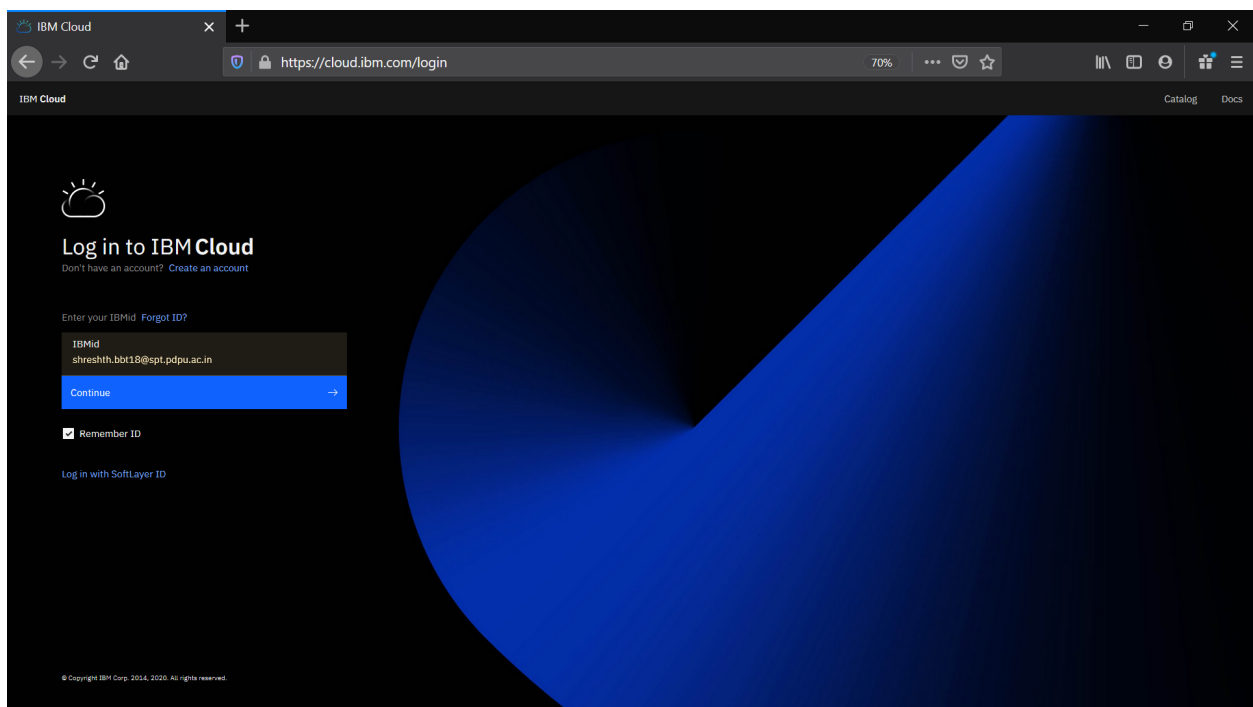 IBM Cloud
https://cloud.ibm.com/login
70%
IBM Cloud
Catalog Docs
Log in to IBM Cloud
Don't have an account? Create an account
Enter your IBMid Forgot ID?
IBMid
shreshth.bbt18@spt.pdpu.ac.in
Continue
Remember ID
Log in with SoftLayer ID
© Copyright IBM Corp. 2014, 2020. All rights reserved.